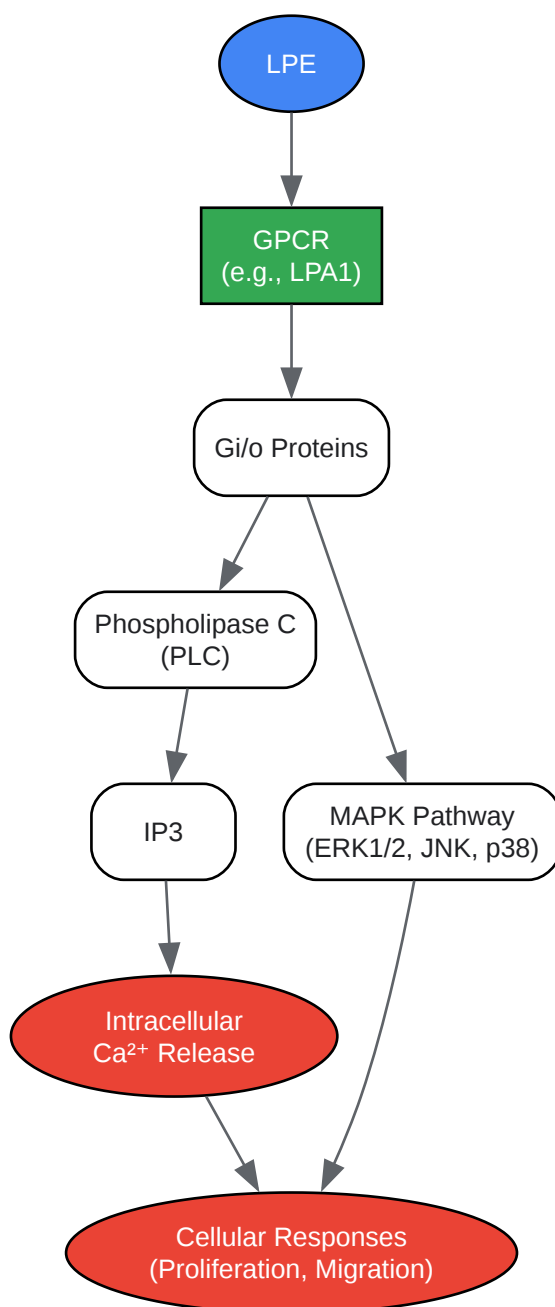 LPE
GPCR
(e.g., LPA1)
Gi/o Proteins
Phospholipase C
(PLC)
IP3
MAPK Pathway
(ERK1/2, JNK, p38)
Intracellular
Ca²⁺ Release
Cellular Responses
(Proliferation, Migration)